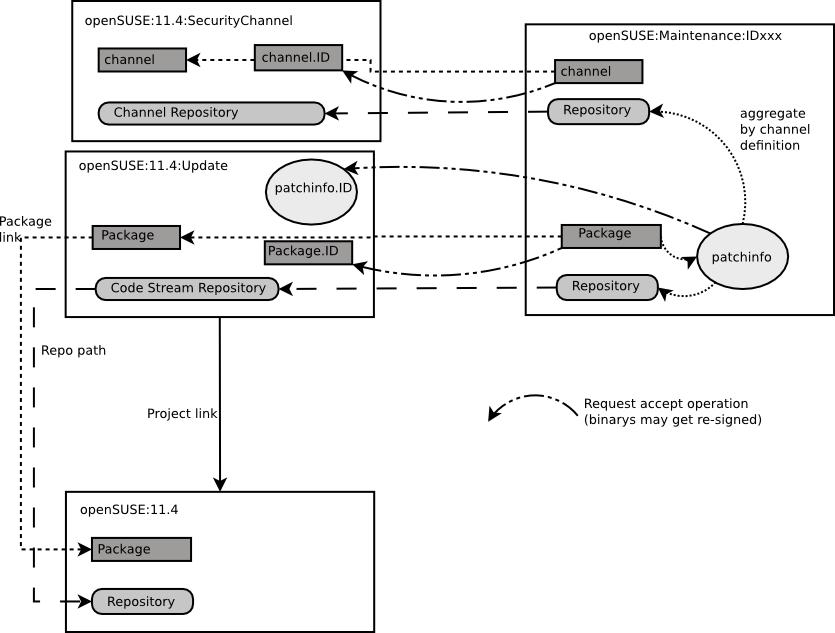 openSUSE:11.4:SecurityChannel
channel
channel.ID
Channel Repository
openSUSE:Maintenance:IDxxx
channel
Repository
aggregate
by channel
definition
Package
patchinfo
Repository
openSUSE:11.4:Update
patchinfo.ID
Package
Package.ID
Code Stream Repository
Package
link
Repo path
Project link
Request accept operation
(binarys may get re-signed)
openSUSE:11.4
Package
Repository